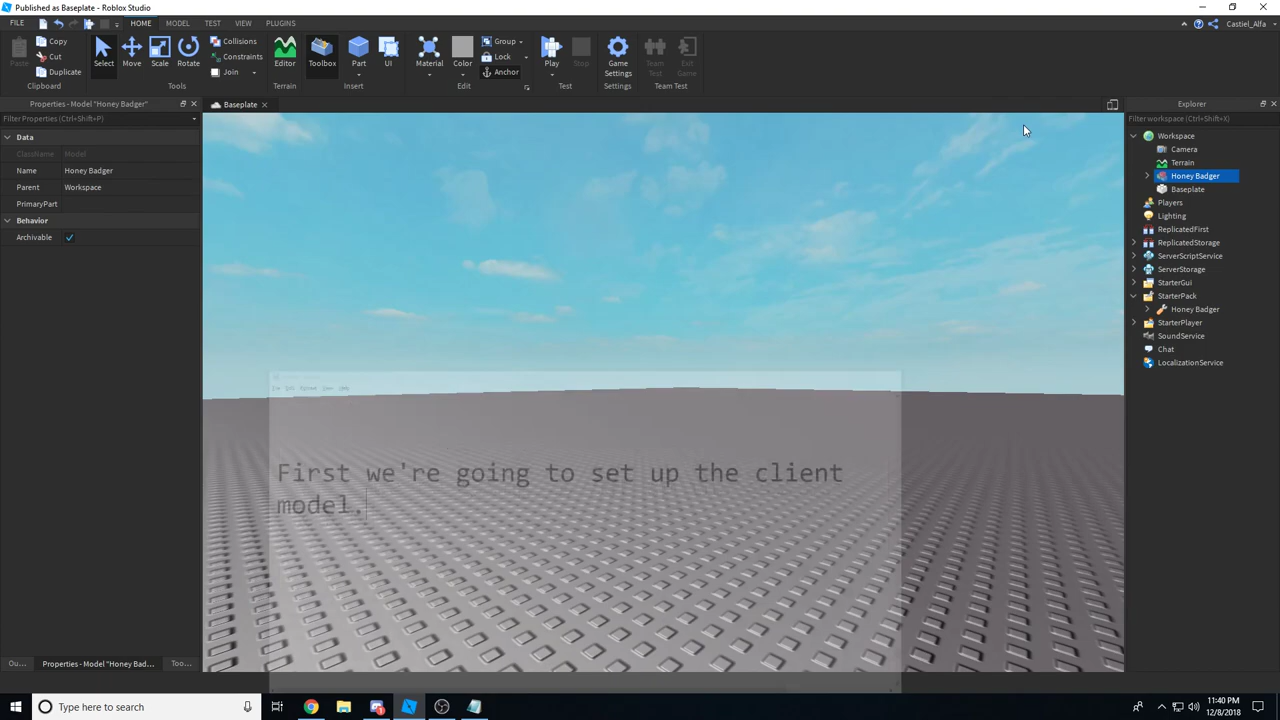 Published as Baseplate - Roblox Studio
FILE
HOME
MODEL
TEST
VIEW
PLUGINS
Castiel_Alfa
Paste
Copy
Cut
Duplicate
Clipboard
Select
Move
Scale
Rotate
Collisions
Constraints
Join
Tools
Editor
Terrain
Toolbox
Part
UI
Insert
Material
Color
Group
Lock
Anchor
Edit
Play
Stop
Test
Game
Settings
Settings
Team
Test
Exit
Game
Team Test
Properties - Model "Honey Badger"
Filter Properties (Ctrl+Shift+P)
Data
ClassName Model
Name Honey Badger
Parent Workspace
PrimaryPart
Behavior
Archivable
Baseplate
First we're going to set up the client
model.
Explorer
Filter workspace (Ctrl+Shift+X)
Workspace
Camera
Terrain
Honey Badger
Baseplate
Players
Lighting
ReplicatedFirst
ReplicatedStorage
ServerScriptService
ServerStorage
StarterGui
StarterPack
Honey Badger
StarterPlayer
SoundService
Chat
LocalizationService
Ou...
Properties - Model "Honey Bad...
Too...
Type here to search
11:40 PM
12/8/2018